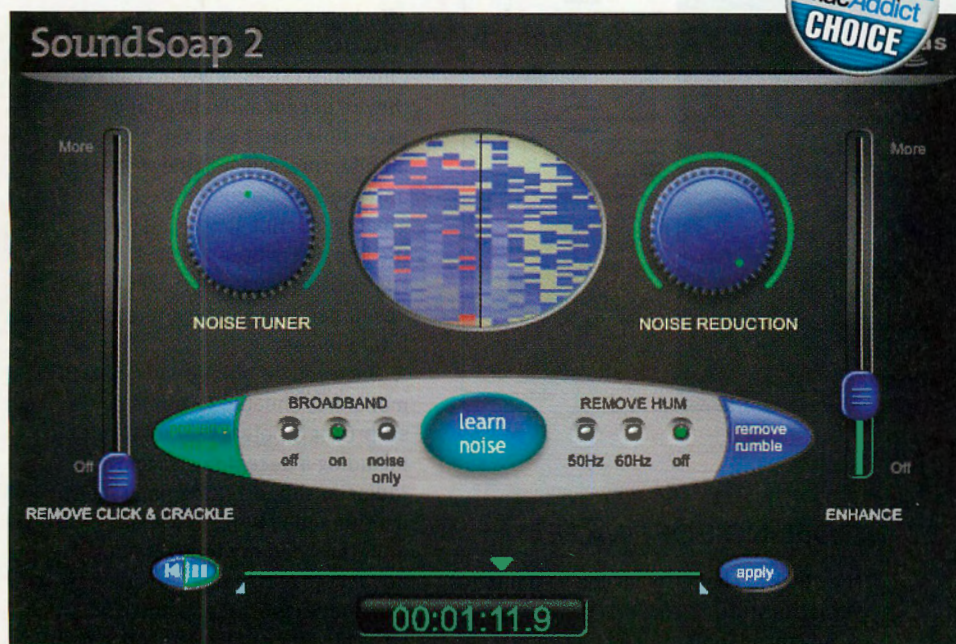 SoundSoap 2
Addict
CHOICE
More
More
NOISE TUNER
NOISE REDUCTION
BROADBAND
off
on
noise
only
learn
noise
REMOVE HUM
50Hz
60Hz
off
remove
rumble
Off
Off
REMOVE CLICK & CRACKLE
ENHANCE
apply
00:01:11.9